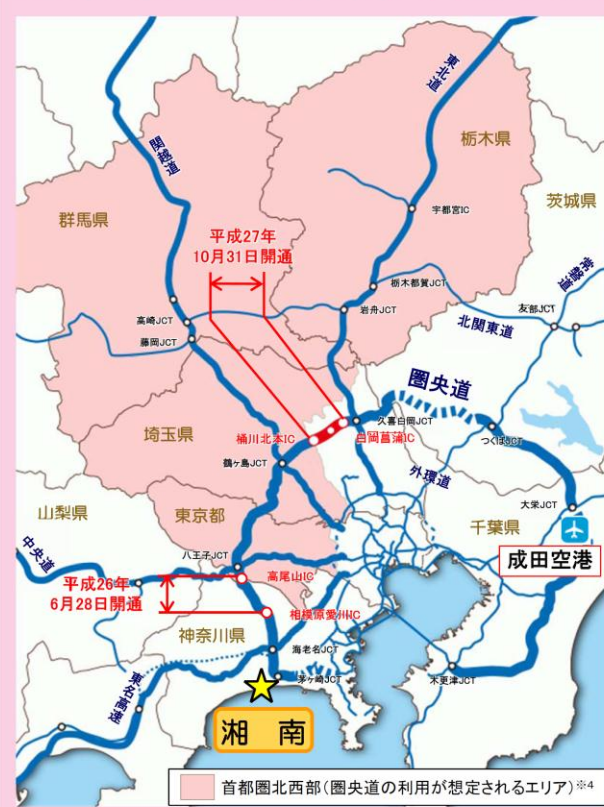 東北道
関越道
栃木県
茨城県
宇都宮IC
群馬県
平成27年
10月31日開通
常磐道
栃木都賀JCT
岩舟JCT
友部JCT
高崎JCT
北関東道
藤岡JCT
圏央道
埼玉県
桶川北本IC
久喜白岡JCT
白岡菖蒲IC
つくばJCT
鶴ヶ島JCT
外環道
大栄JCT
山梨県
東京都
千葉県
中央道
八王子JCT
成田空港
高尾山IC
平成26年
6月28日開通
相模原愛川IC
神奈川県
海老名JCT
東名高速
茅ヶ崎JCT
木更津JCT
湘南
首都圏北西部(圏央道の利用が想定されるエリア)※4